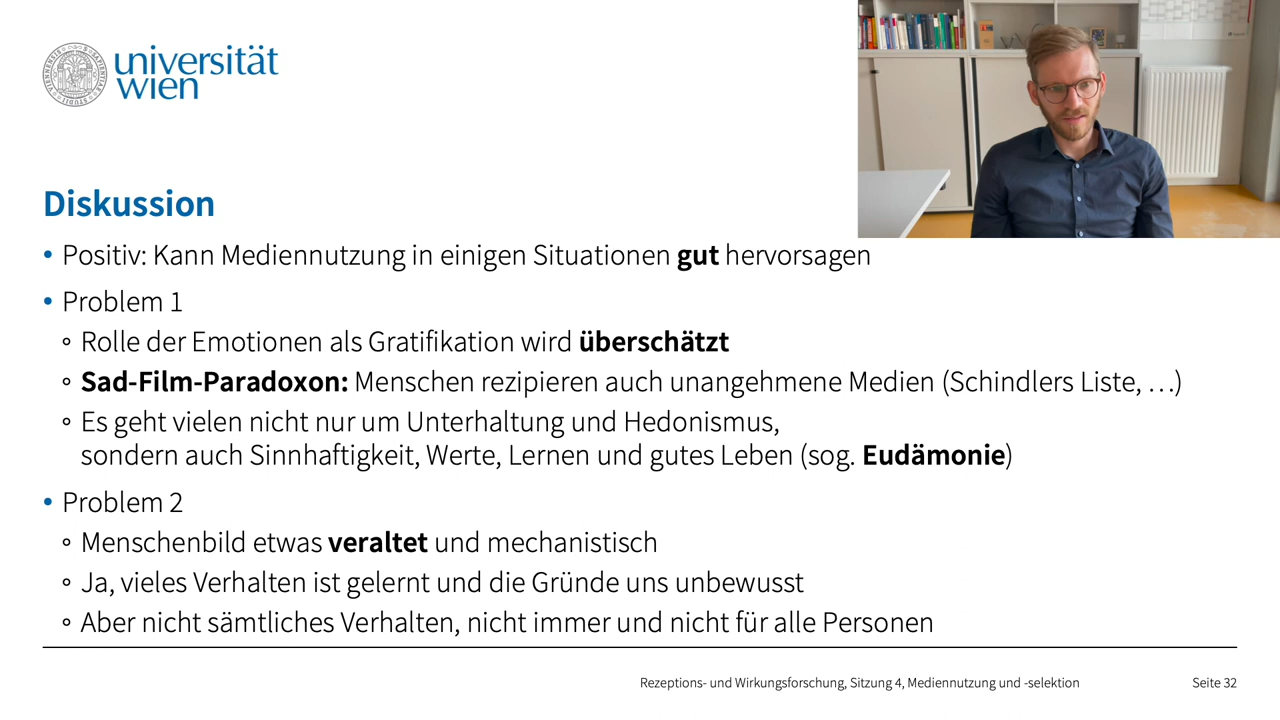 universität
wien
Diskussion
• Positiv: Kann Mediennutzung in einigen Situationen gut hervorsagen
• Problem 1
◦ Rolle der Emotionen als Gratifikation wird überschätzt
◦ Sad-Film-Paradoxon: Menschen rezipieren auch unangehmene Medien (Schindlers Liste, …)
◦ Es geht vielen nicht nur um Unterhaltung und Hedonismus,
sondern auch Sinnhaftigkeit, Werte, Lernen und gutes Leben (sog. Eudämonie)
• Problem 2
◦ Menschenbild etwas veraltet und mechanistisch
◦ Ja, vieles Verhalten ist gelernt und die Gründe uns unbewusst
◦ Aber nicht sämtliches Verhalten, nicht immer und nicht für alle Personen
Rezeptions- und Wirkungsforschung, Sitzung 4, Mediennutzung und -selektion Seite 32